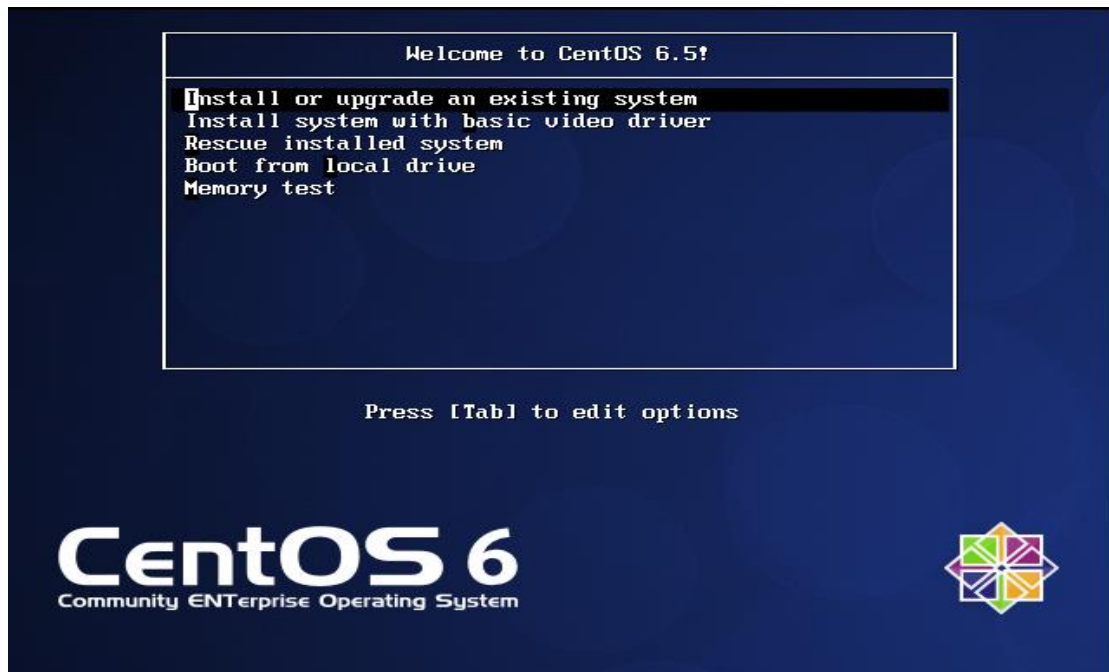 Welcome to CentOS 6.5!
Install or upgrade an existing system
Install system with basic video driver
Rescue installed system
Boot from local drive
Memory test
Press [Tab] to edit options
CentOS 6
Community ENTerprise Operating System